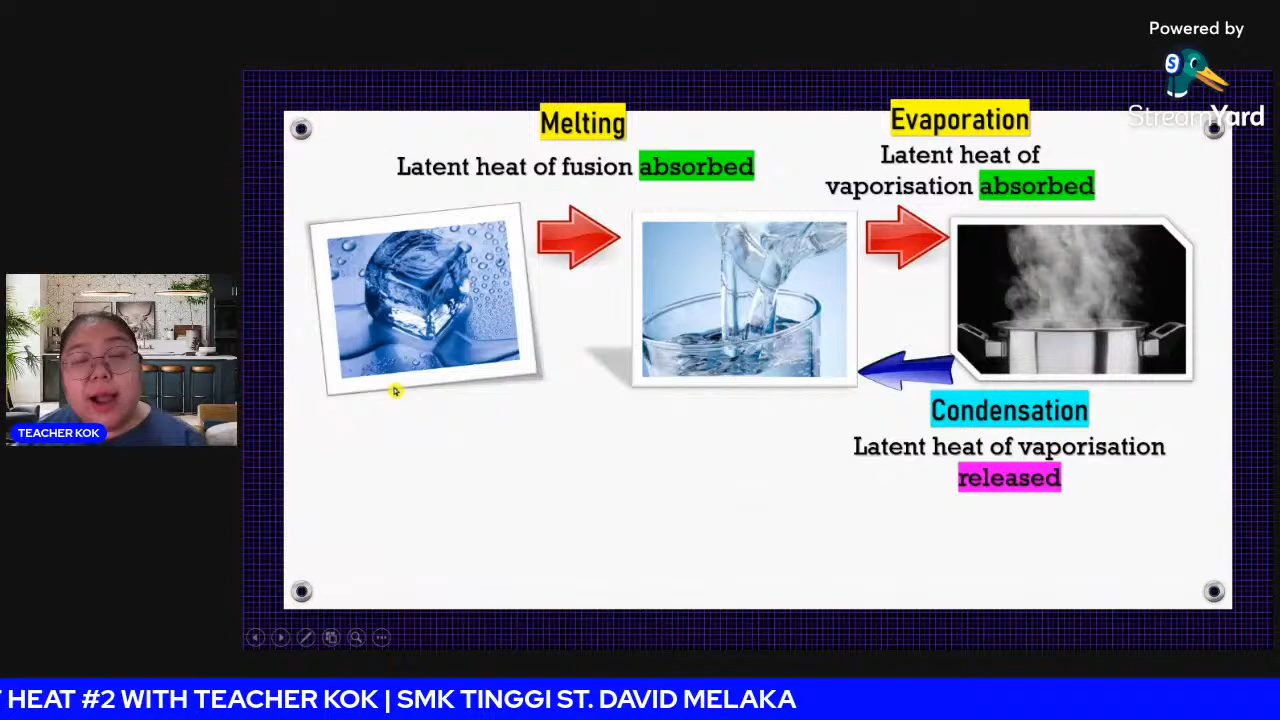 Powered by
StreamYard
Melting
Latent heat of fusion absorbed
Evaporation
Latent heat of
vaporisation absorbed
Condensation
Latent heat of vaporisation
released
TEACHER KOK
HEAT #2 WITH TEACHER KOK | SMK TINGGI ST. DAVID MELAKA